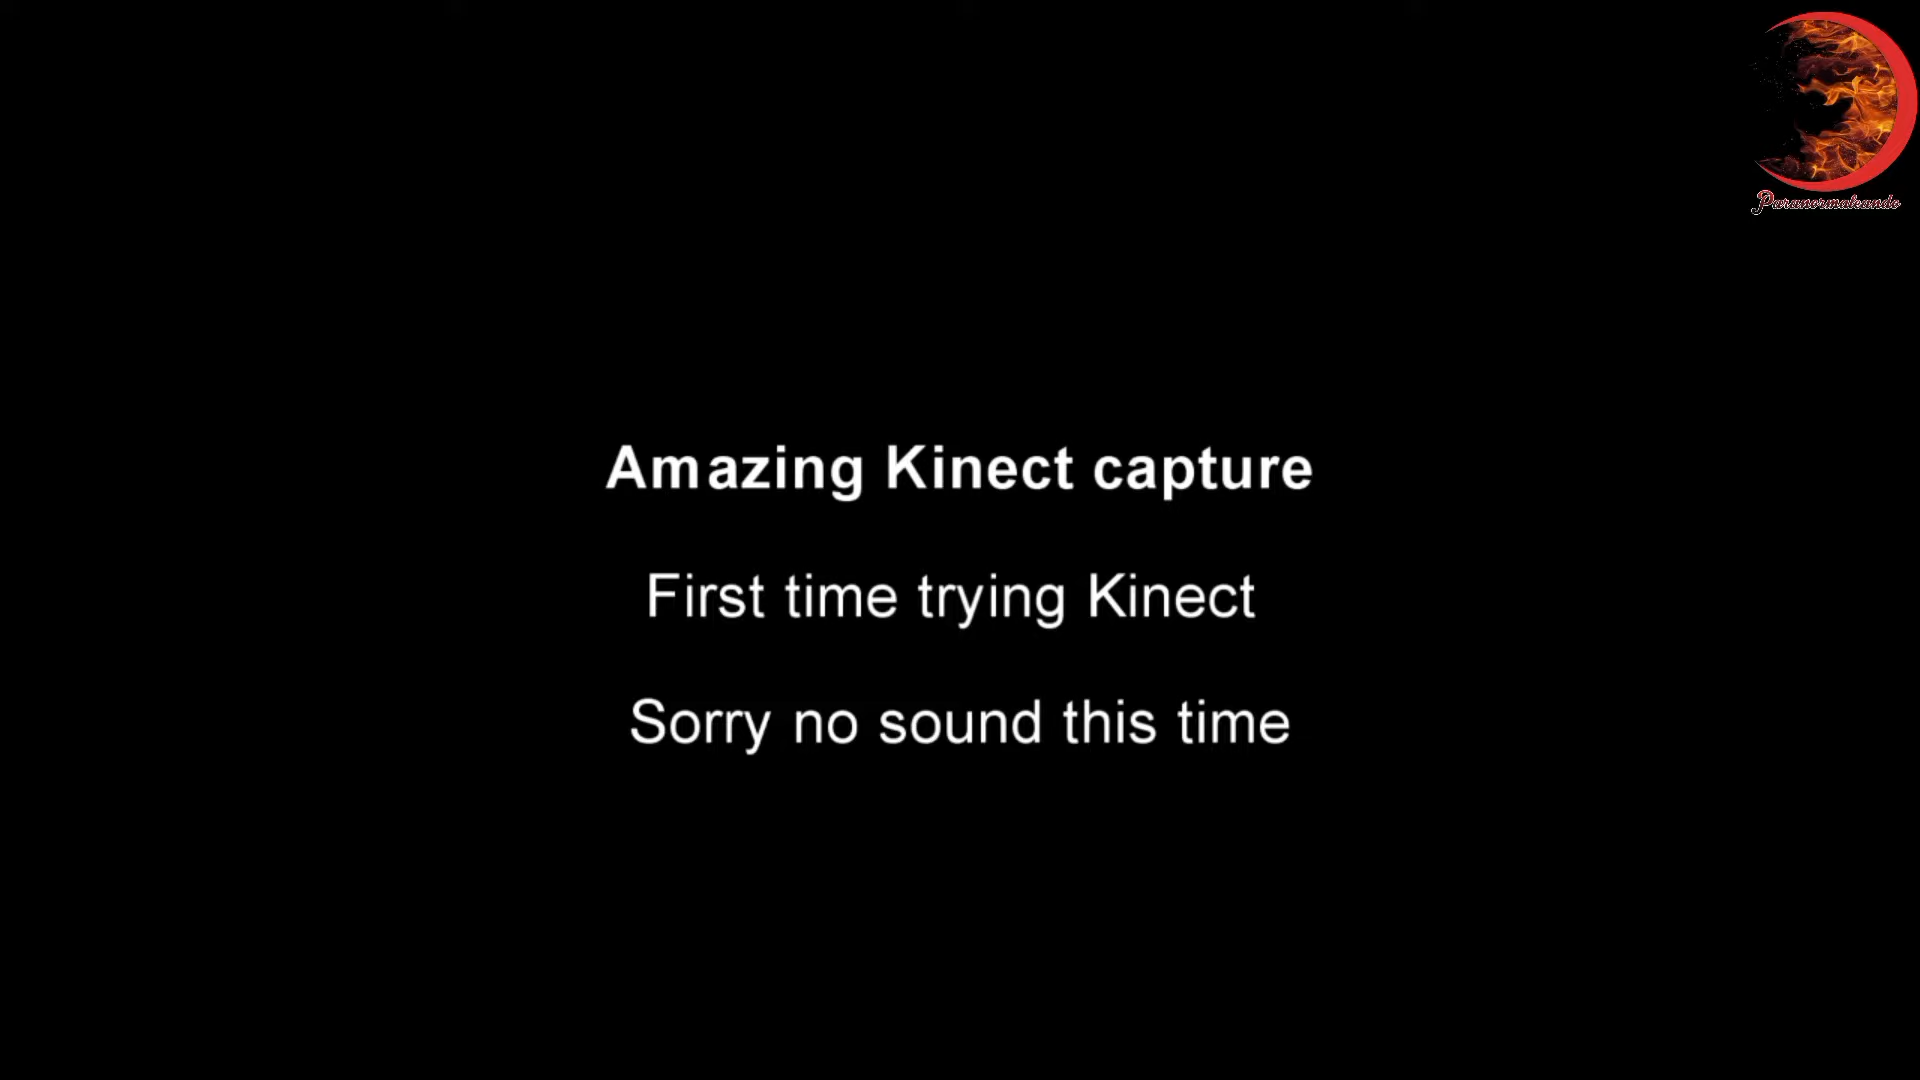 Paranormaleando
Amazing Kinect capture
First time trying Kinect
Sorry no sound this time